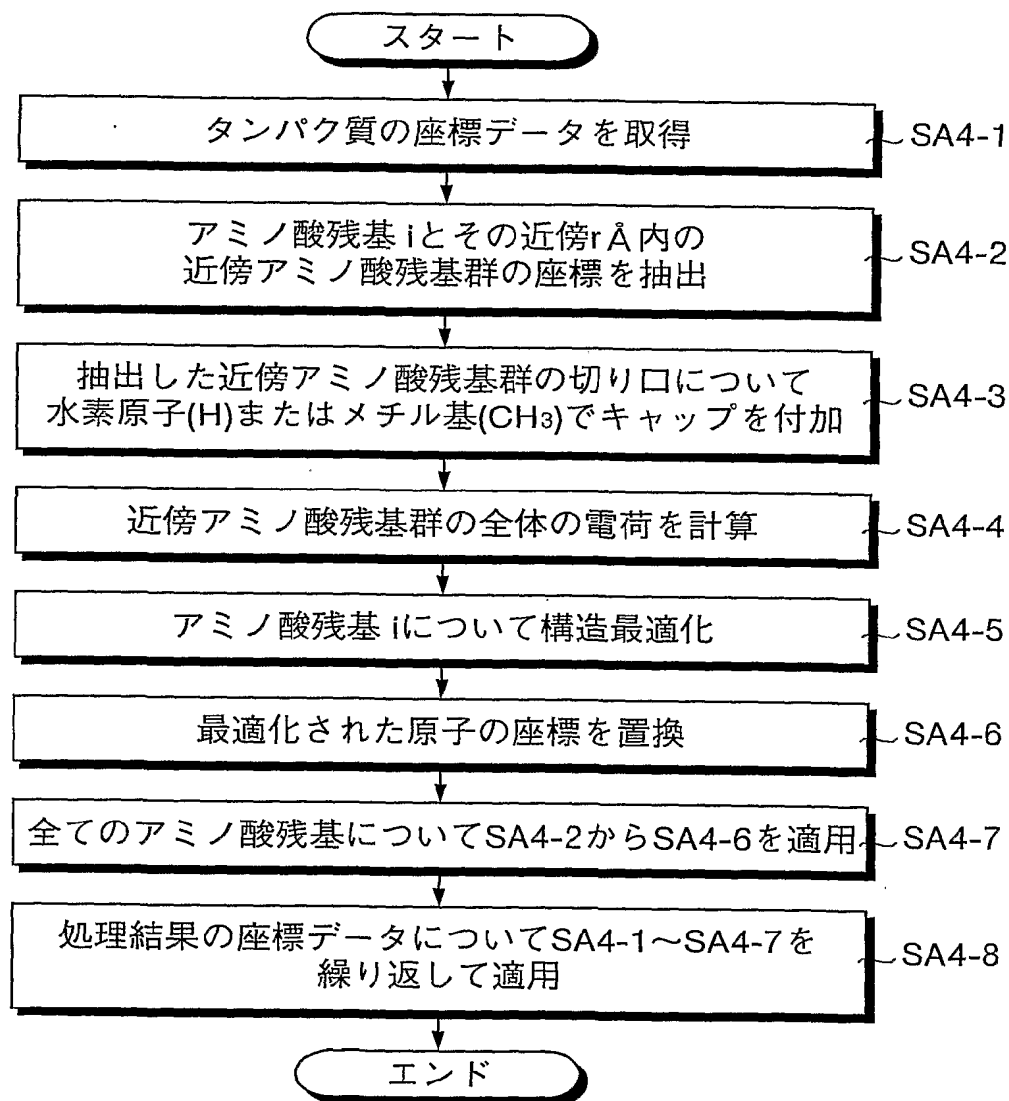 スタート
タンパク質の座標データを取得
SA4-1
アミノ酸残基 iとその近傍rÅ内の
近傍アミノ酸残基群の座標を抽出
SA4-2
抽出した近傍アミノ酸残基群の切り口について
水素原子(H)またはメチル基(CH3)でキャップを付加
SA4-3
近傍アミノ酸残基群の全体の電荷を計算
SA4-4
アミノ酸残基 iについて構造最適化
SA4-5
最適化された原子の座標を置換
SA4-6
全てのアミノ酸残基についてSA4-2からSA4-6を適用
SA4-7
処理結果の座標データについてSA4-1～SA4-7を
繰り返して適用
SA4-8
エンド